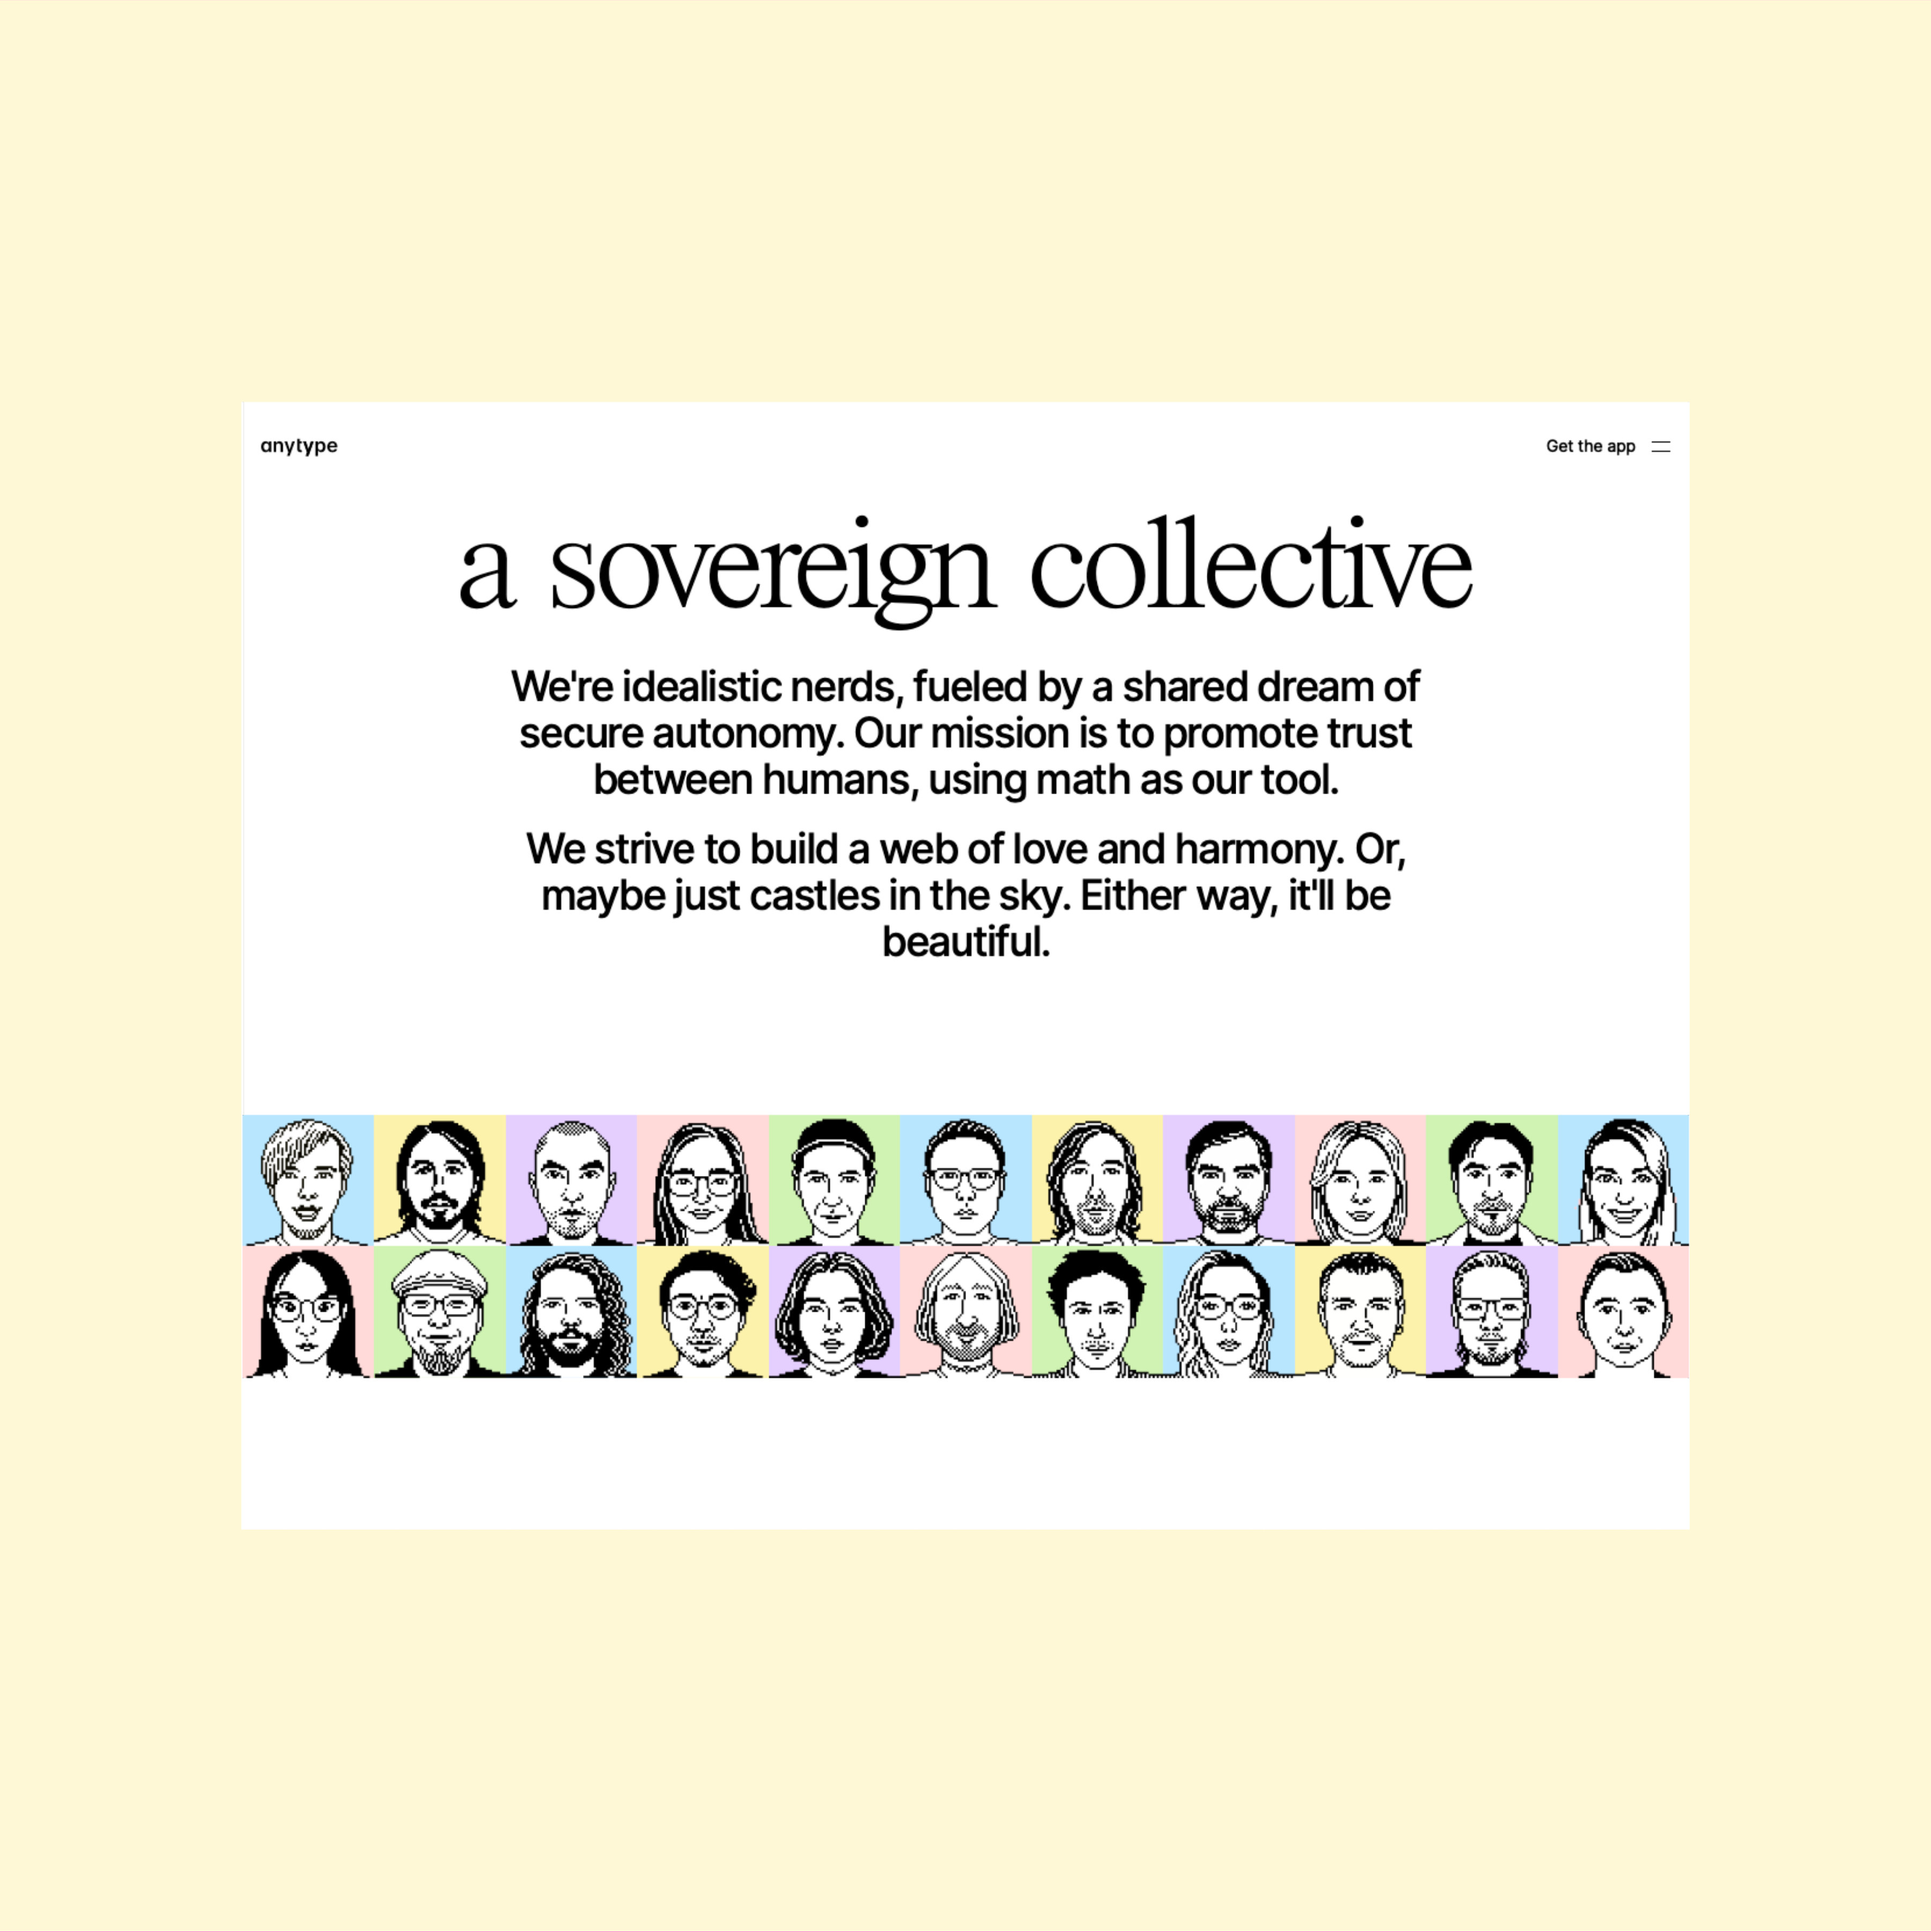 anytype
Get the app
a sovereign collective
We're idealistic nerds, fueled by a shared dream of
secure autonomy. Our mission is to promote trust
between humans, using math as our tool.
We strive to build a web of love and harmony. Or,
maybe just castles in the sky. Either way, it'll be
beautiful.